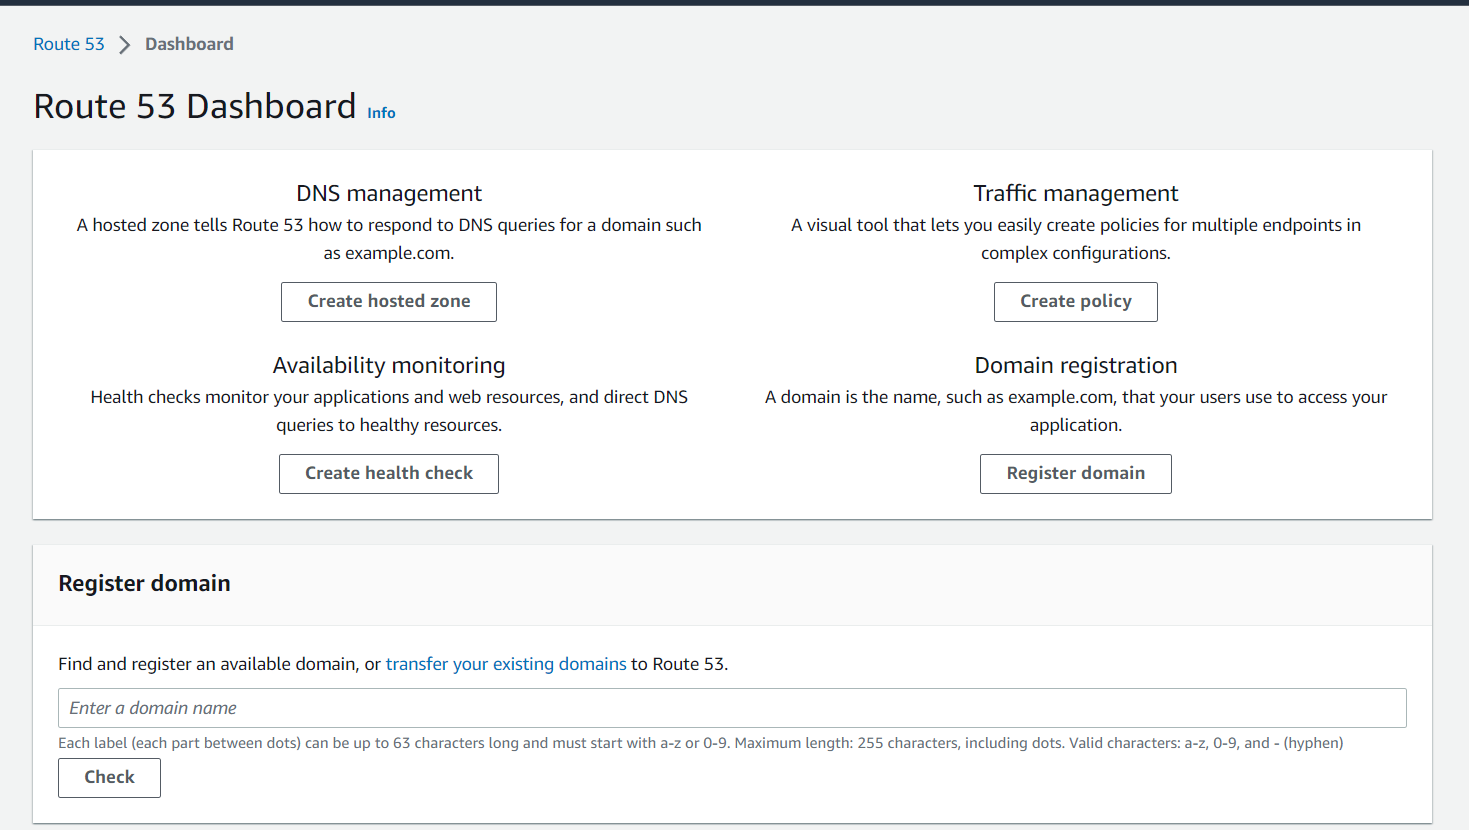 Route 53 > Dashboard
Route 53 Dashboard Info
DNS management
A hosted zone tells Route 53 how to respond to DNS queries for a domain such
as example.com.
Create hosted zone
Traffic management
A visual tool that lets you easily create policies for multiple endpoints in
complex configurations.
Create policy
Availability monitoring
Health checks monitor your applications and web resources, and direct DNS
queries to healthy resources.
Create health check
Domain registration
A domain is the name, such as example.com, that your users use to access your
application.
Register domain
Register domain
Find and register an available domain, or transfer your existing domains to Route 53.
Enter a domain name
Each label (each part between dots) can be up to 63 characters long and must start with a-z or 0-9. Maximum length: 255 characters, including dots. Valid characters: a-z, 0-9, and - (hyphen)
Check